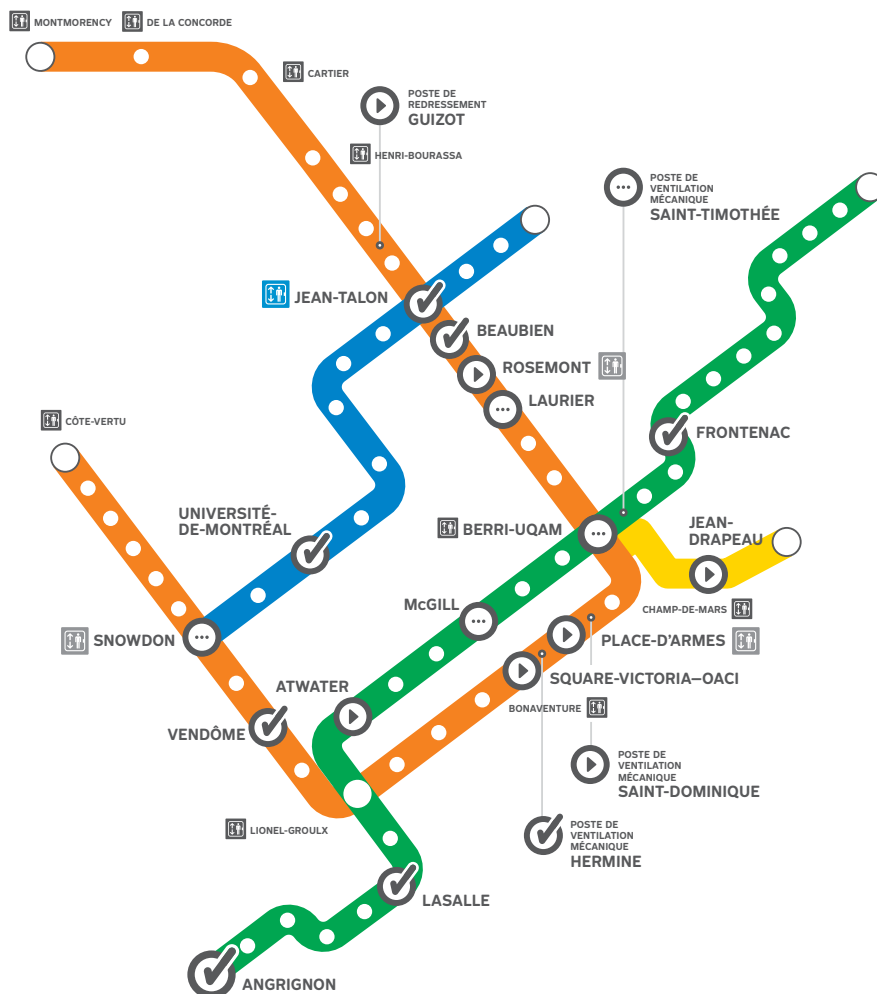 MONTMORENCY
DE LA CONCORDE
CARTIER
POSTE DE
REDRESSEMENT
GUIZOT
HENRI-BOURASSA
POSTE DE
VENTILATION
MÉCANIQUE
SAINT-TIMOTHÉE
JEAN-TALON
BEAUBIEN
ROSEMONT
LAURIER
CÔTE-VERTU
FRONTENAC
UNIVERSITÉ-
DE-MONTRÉAL
BERRI-UQAM
JEAN-
DRAPEAU
McGILL
CHAMP-DE-MARS
SNOWDON
PLACE-D'ARMES
ATWATER
SQUARE-VICTORIA–OACI
BONAVENTURE
VENDÔME
POSTE DE
VENTILATION
MÉCANIQUE
SAINT-DOMINIQUE
LIONEL-GROULX
POSTE DE
VENTILATION
MÉCANIQUE
HERMINE
LASALLE
ANGRIGNON